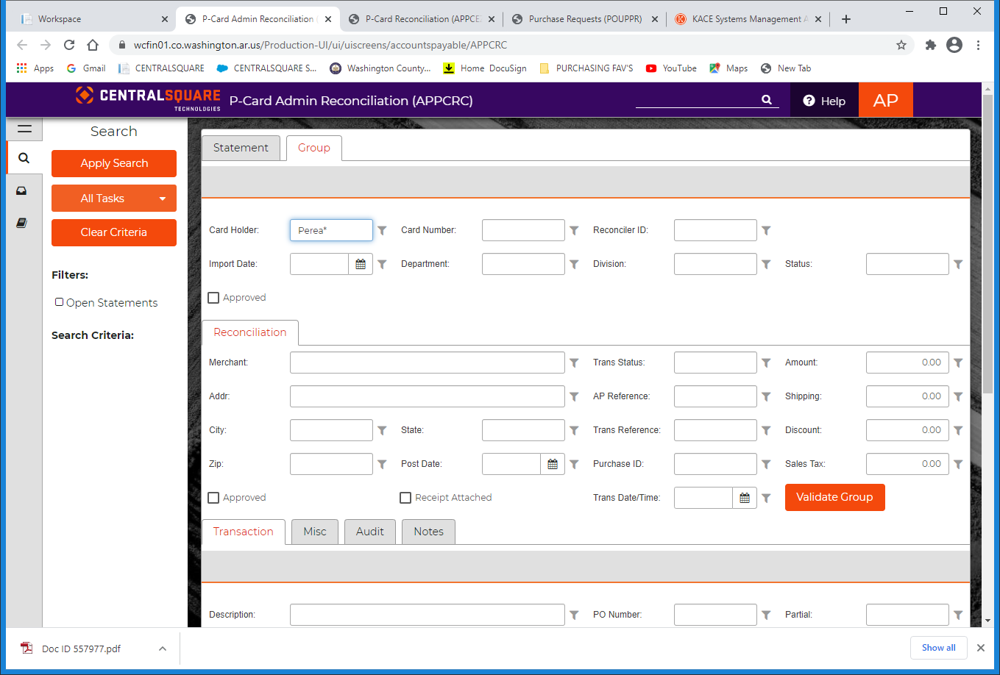 Workspace
P-Card Admin Reconciliation (
P-Card Reconciliation (APPCE
Purchase Requests (POUPPR)
KACE Systems Management A
wcfin01.co.washington.ar.us/Production-UI/ui/uiscreens/accountspayable/APPCRC
Apps
Gmail
CENTRALSQUARE
CENTRALSQUARE S...
Washington County...
Home DocuSign
PURCHASING FAV'S
YouTube
Maps
New Tab
CENTRALSQUARE
TECHNOLOGIES
P-Card Admin Reconciliation (APPCRC)
Help
AP
Search
Apply Search
All Tasks
Clear Criteria
Filters:
Open Statements
Search Criteria:
Statement Group
Card Holder: Perea* Card Number: Reconciler ID:
Import Date: Department: Division: Status:
Approved
Reconciliation
Merchant: Trans Status: Amount: 0.00
Addr: AP Reference: Shipping: 0.00
City: State: Trans Reference: Discount: 0.00
Zip: Post Date: Purchase ID: Sales Tax: 0.00
Approved Receipt Attached Trans Date/Time: Validate Group
Transaction Misc Audit Notes
Description: PO Number: Partial:
Doc ID 557977.pdf
Show all